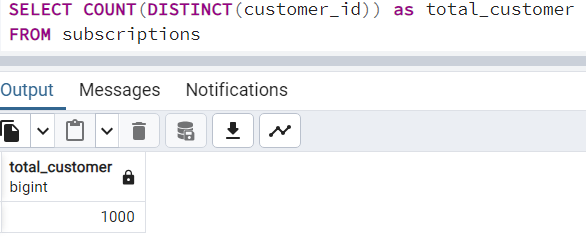 SELECT COUNT(DISTINCT(customer_id)) as total_customer
FROM subscriptions
Output Messages Notifications
total_customer
bigint
1000